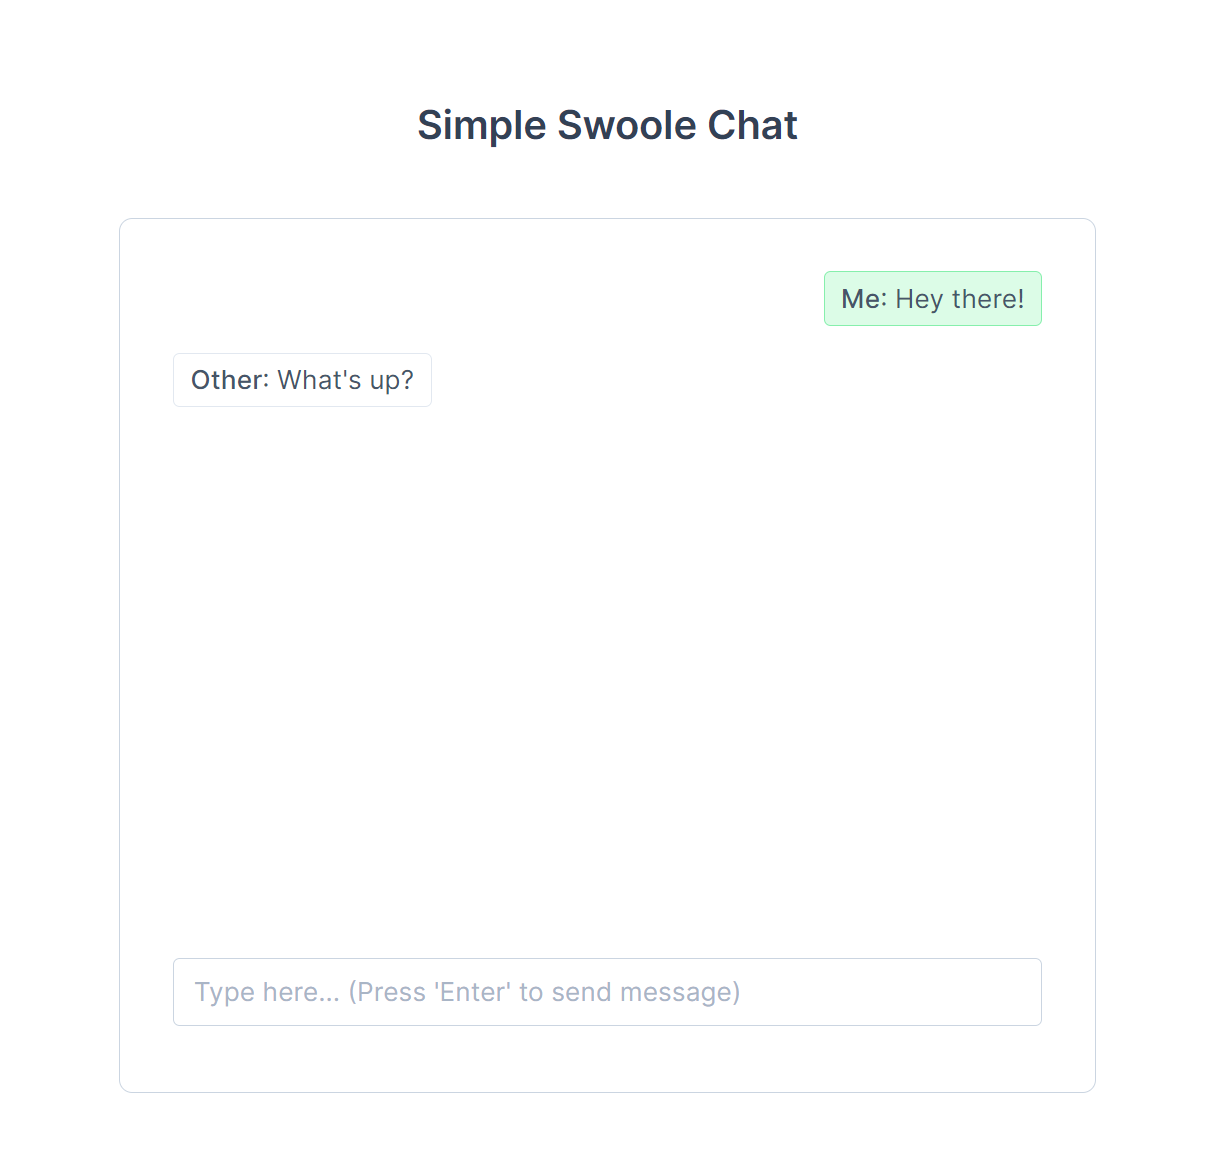 Simple Swoole Chat
Me: Hey there!
Other: What's up?
Type here... (Press 'Enter' to send message)